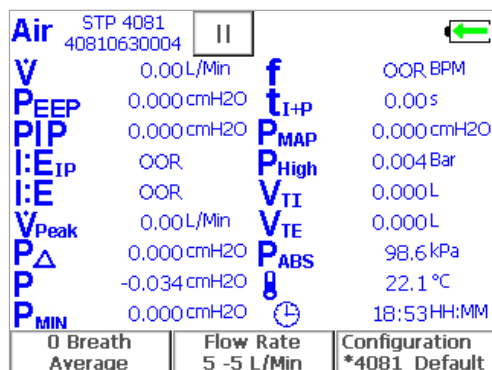 Air STP 4081
40810630004
V̇ 0.00 L/Min f OOR BPM
PEEP 0.000 cmH2O tI+P 0.00 s
PIP 0.000 cmH2O PMAP 0.000 cmH2O
I:EIP OOR PHigh 0.004 Bar
I:E OOR VTI 0.000 L
V̇Peak 0.00 L/Min VTE 0.000 L
P△ 0.000 cmH2O PABS 98.6 kPa
P -0.034 cmH2O 22.1 °C
PMIN 0.000 cmH2O 18:53 HH:MM
0 Breath Flow Rate Configuration
Average 5 -5 L/Min *4081 Default